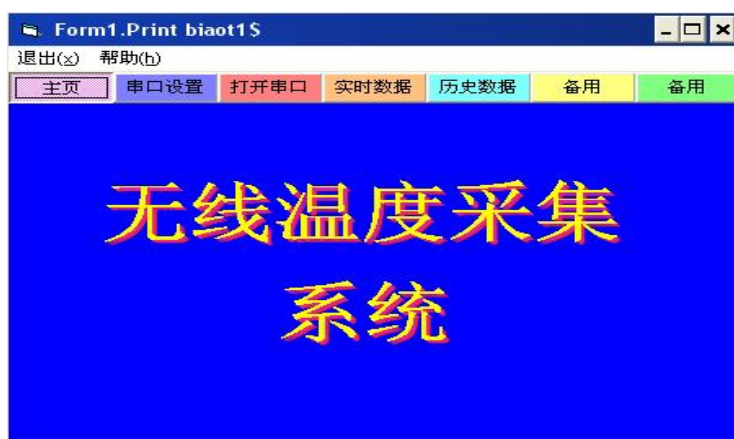 Form1.Print biaot1$
退出(x) 帮助(h)
主页 串口设置 打开串口 实时数据 历史数据 备用 备用
无线温度采集
系统